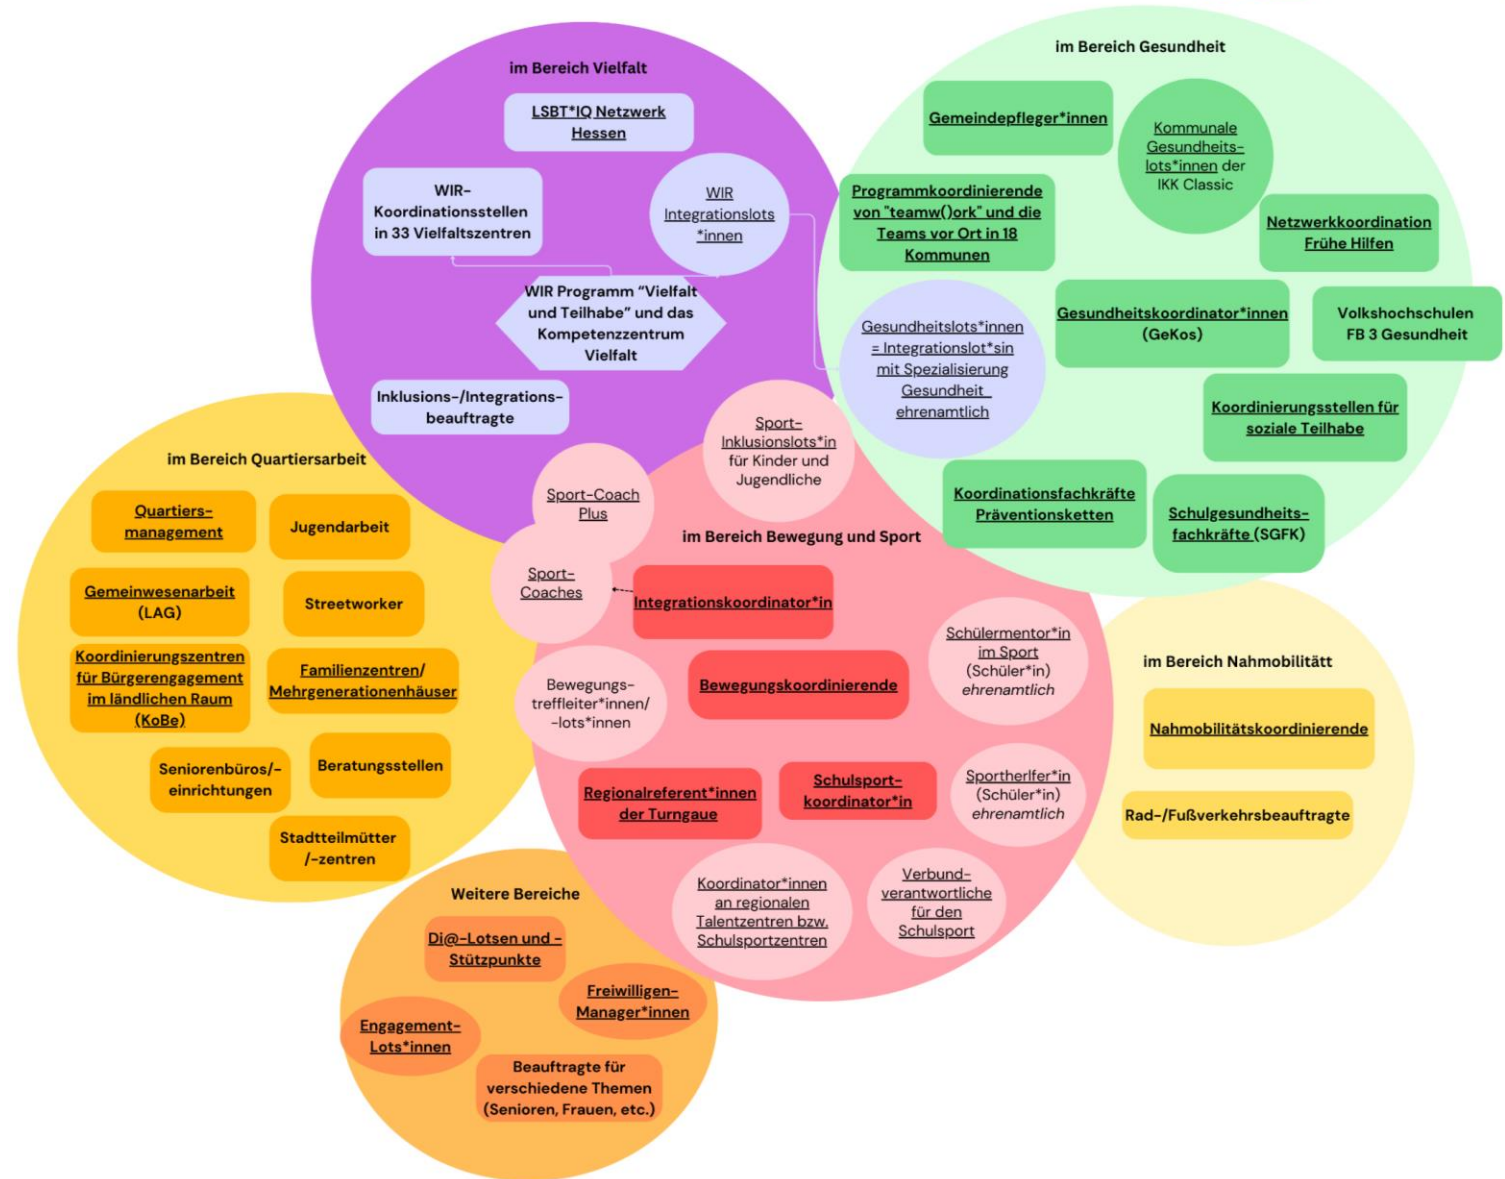 im Bereich Vielfalt
LSBT*IQ Netzwerk
Hessen
WIR-
Koordinationsstellen
in 33 Vielfaltszentren
WIR
Integrationslots
*innen
WIR Programm “Vielfalt
und Teilhabe” und das
Kompetenzzentrum
Vielfalt
Inklusions-/Integrations-
beauftragte
im Bereich Gesundheit
Gemeindepfleger*innen
Kommunale
Gesundheits-
lots*innen der
IKK Classic
Programmkoordinierende
von "teamw()ork" und die
Teams vor Ort in 18
Kommunen
Netzwerkkoordination
Frühe Hilfen
Gesundheitslots*innen
= Integrationslot*sin
mit Spezialisierung
Gesundheit
ehrenamtlich
Gesundheitskoordinator*innen
(GeKos)
Volkshochschulen
FB 3 Gesundheit
Koordinierungsstellen für
soziale Teilhabe
Koordinationsfachkräfte
Präventionsketten
Schulgesundheits-
fachkräfte (SGFK)
im Bereich Quartiersarbeit
Quartiers-
management
Jugendarbeit
Gemeinwesenarbeit
(LAG)
Streetworker
Koordinierungszentren
für Bürgerengagement
im ländlichen Raum
(KoBe)
Familienzentren/
Mehrgenerationenhäuser
Seniorenbüros/-
einrichtungen
Beratungsstellen
Stadtteilmütter
/-zentren
Sport-
Inklusionslots*in
für Kinder und
Jugendliche
Sport-Coach
Plus
Sport-
Coaches
im Bereich Bewegung und Sport
Integrationskoordinator*in
Schülermentor*in
im Sport
(Schüler*in)
ehrenamtlich
Bewegungs-
treffleiter*innen/
-lots*innen
Bewegungskoordinierende
Regionalreferent*innen
der Turngaue
Schulsport-
koordinator*in
Sportherlfer*in
(Schüler*in)
ehrenamtlich
Koordinator*innen
an regionalen
Talentzentren bzw.
Schulsportzentren
Verbund-
verantwortliche
für den
Schulsport
im Bereich Nahmobilitätt
Nahmobilitätskoordinierende
Rad-/Fußverkehrsbeauftragte
Weitere Bereiche
Di@-Lotsen und -
Stützpunkte
Freiwilligen-
Manager*innen
Engagement-
Lots*innen
Beauftragte für
verschiedene Themen
(Senioren, Frauen, etc.)